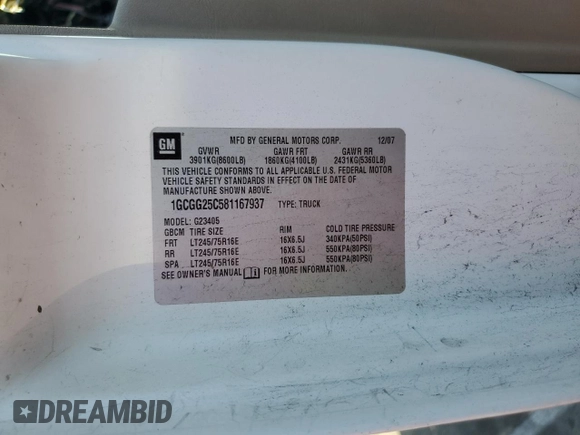 GM
MFD BY GENERAL MOTORS CORP. 12/07
GVWR GAWR FRT GAWR RR
3901KG(8600LB) 1860KG(4100LB) 2431KG(5360LB)
THIS VEHICLE CONFORMS TO ALL APPLICABLE U.S. FEDERAL MOTOR
VEHICLE SAFETY STANDARDS IN EFFECT ON THE DATE OF
MANUFACTURE SHOWN ABOVE.
1GCGG25C581167937 TYPE: TRUCK
MODEL: G23405
GBCM TIRE SIZE RIM COLD TIRE PRESSURE
FRT LT245/75R16E 16X6.5J 340KPA(50PSI)
RR LT245/75R16E 16X6.5J 550KPA(80PSI)
SPA LT245/75R16E 16X6.5J 550KPA(80PSI)
SEE OWNER'S MANUAL FOR MORE INFORMATION.
DREAMBID